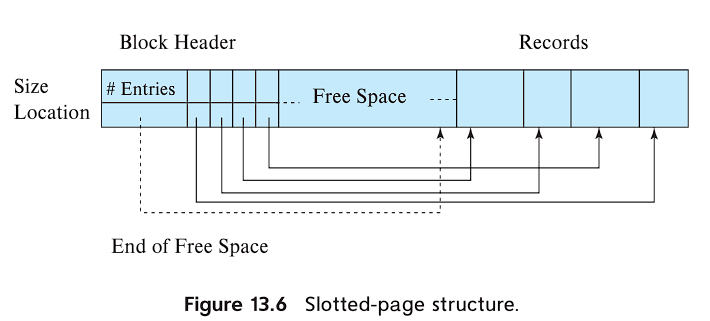 Block Header
Records
Size
Location
# Entries
Free Space
End of Free Space
Figure 13.6 Slotted-page structure.